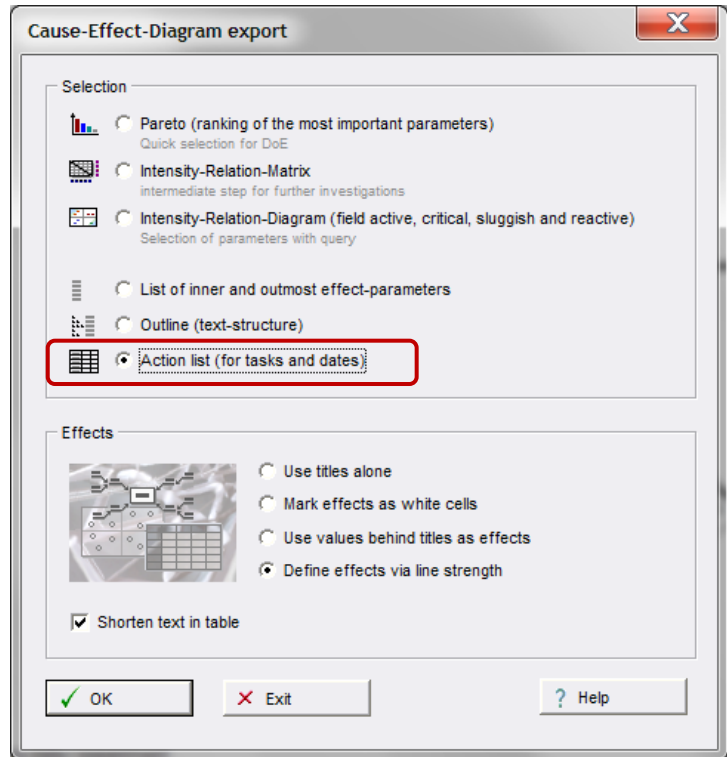 Cause-Effect-Diagram export
Selection
Pareto (ranking of the most important parameters)
Quick selection for DoE
Intensity-Relation-Matrix
intermediate step for further investigations
Intensity-Relation-Diagram (field active, critical, sluggish and reactive)
Selection of parameters with query
List of inner and outmost effect-parameters
Outline (text-structure)
Action list (for tasks and dates)
Effects
Use titles alone
Mark effects as white cells
Use values behind titles as effects
Define effects via line strength
Shorten text in table
OK
Exit
? Help